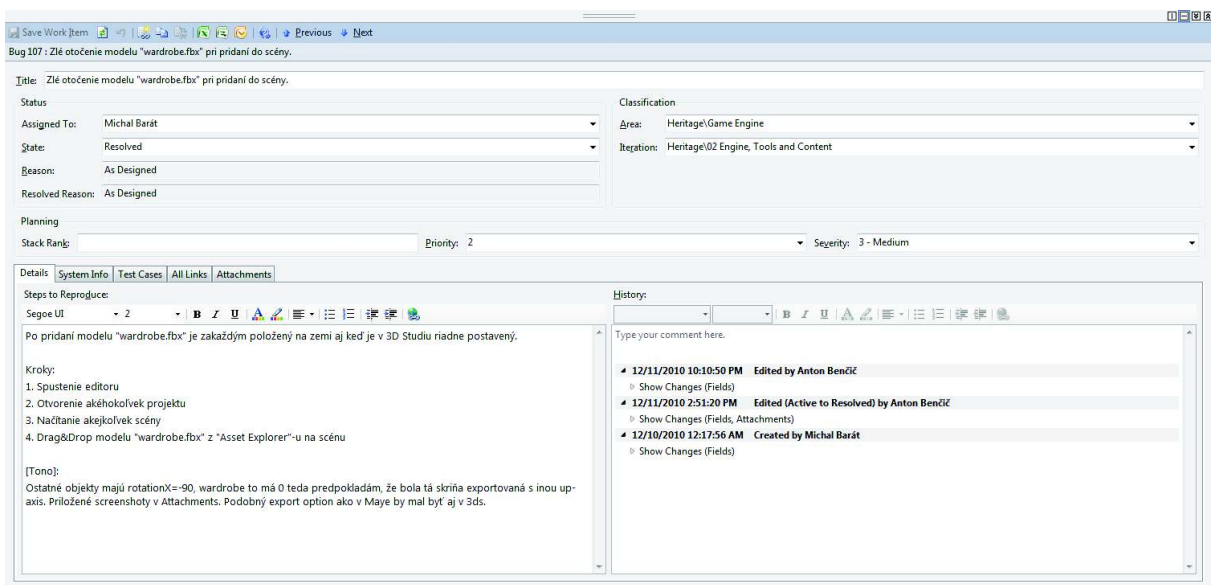 Save Work Item Previous Next
Bug 107 : Zlé otočenie modelu "wardrobe.fbx" pri pridaní do scény.
Title: Zlé otočenie modelu "wardrobe.fbx" pri pridaní do scény.
Status
Assigned To: Michal Barát
State: Resolved
Reason: As Designed
Resolved Reason: As Designed
Classification
Area: Heritage\Game Engine
Iteration: Heritage\02 Engine, Tools and Content
Planning
Stack Rank: Priority: 2 Severity: 3 - Medium
Details System Info Test Cases All Links Attachments
Steps to Reproduce:
Segoe UI 2 B I U A
Po pridaní modelu "wardrobe.fbx" je zakaždým položený na zemi aj keď je v 3D Studiu riadne postavený.
Kroky:
1. Spustenie editoru
2. Otvorenie akéhokoľvek projektu
3. Načítanie akejkoľvek scény
4. Drag&Drop modelu "wardrobe.fbx" z "Asset Explorer"-u na scénu
[Tono]:
Ostatné objekty majú rotationX=-90, wardrobe to má 0 teda predpokladám, že bola tá skriňa exportovaná s inou up-
axis. Priložené screenshoty v Attachments. Podobný export option ako v Maye by mal byť aj v 3ds.
History:
B I U A
Type your comment here.
12/11/2010 10:10:50 PM Edited by Anton Benčič
Show Changes (Fields)
12/11/2010 2:51:20 PM Edited (Active to Resolved) by Anton Benčič
Show Changes (Fields, Attachments)
12/10/2010 12:17:56 AM Created by Michal Barát
Show Changes (Fields)